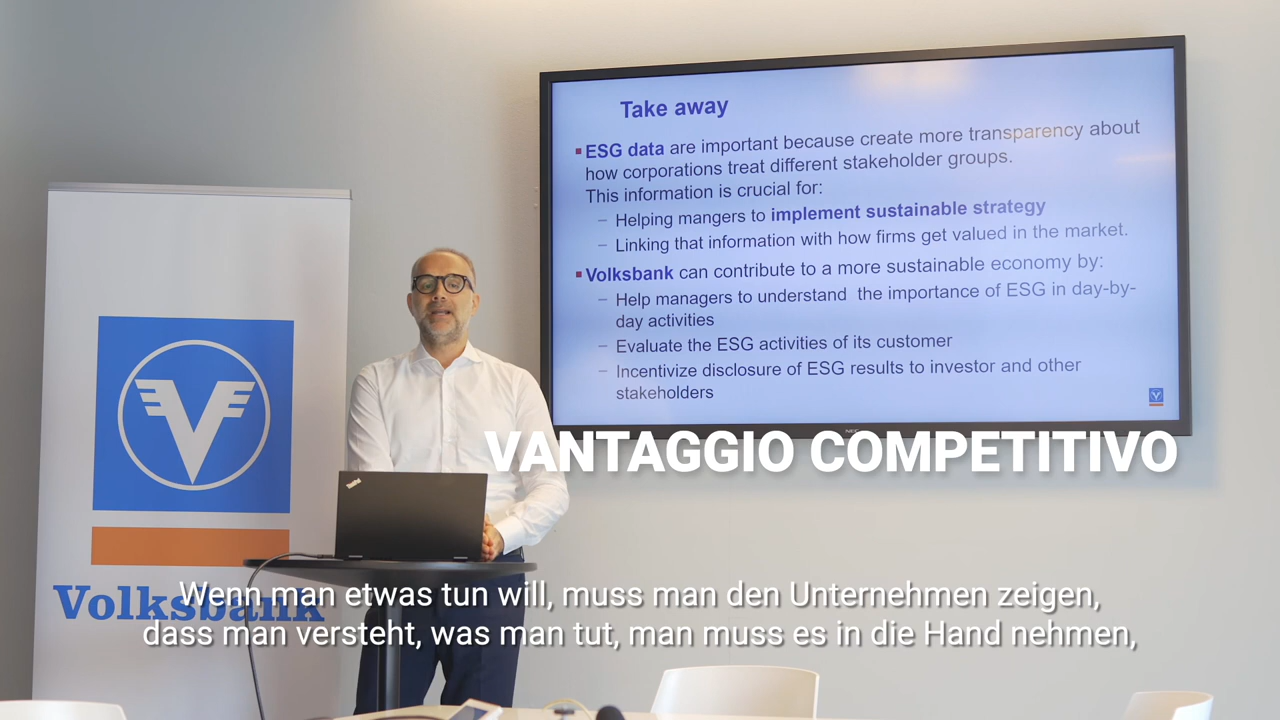 Take away
▪ESG data are important because create more transparency about
how corporations treat different stakeholder groups.
This information is crucial for:
– Helping mangers to implement sustainable strategy
– Linking that information with how firms get valued in the market.
▪Volksbank can contribute to a more sustainable economy by:
– Help managers to understand the importance of ESG in day-by-
day activities
– Evaluate the ESG activities of its customer
– Incentivize disclosure of ESG results to investor and other
stakeholders
NEC
VANTAGGIO COMPETITIVO
Volksbank
Wenn man etwas tun will, muss man den Unternehmen zeigen,
dass man versteht, was man tut, man muss es in die Hand nehmen,